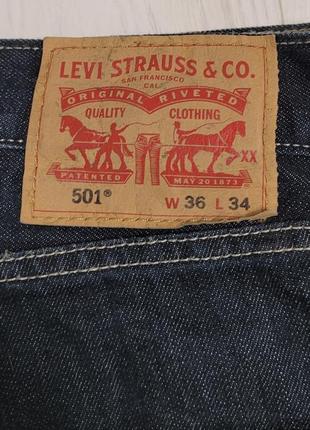 LEVI STRAUSS & CO.
SAN FRANCISCO
CAL
ORIGINAL RIVETED
QUALITY CLOTHING
XX
PATENTED MAY 20 1873
501® W 36 L 34